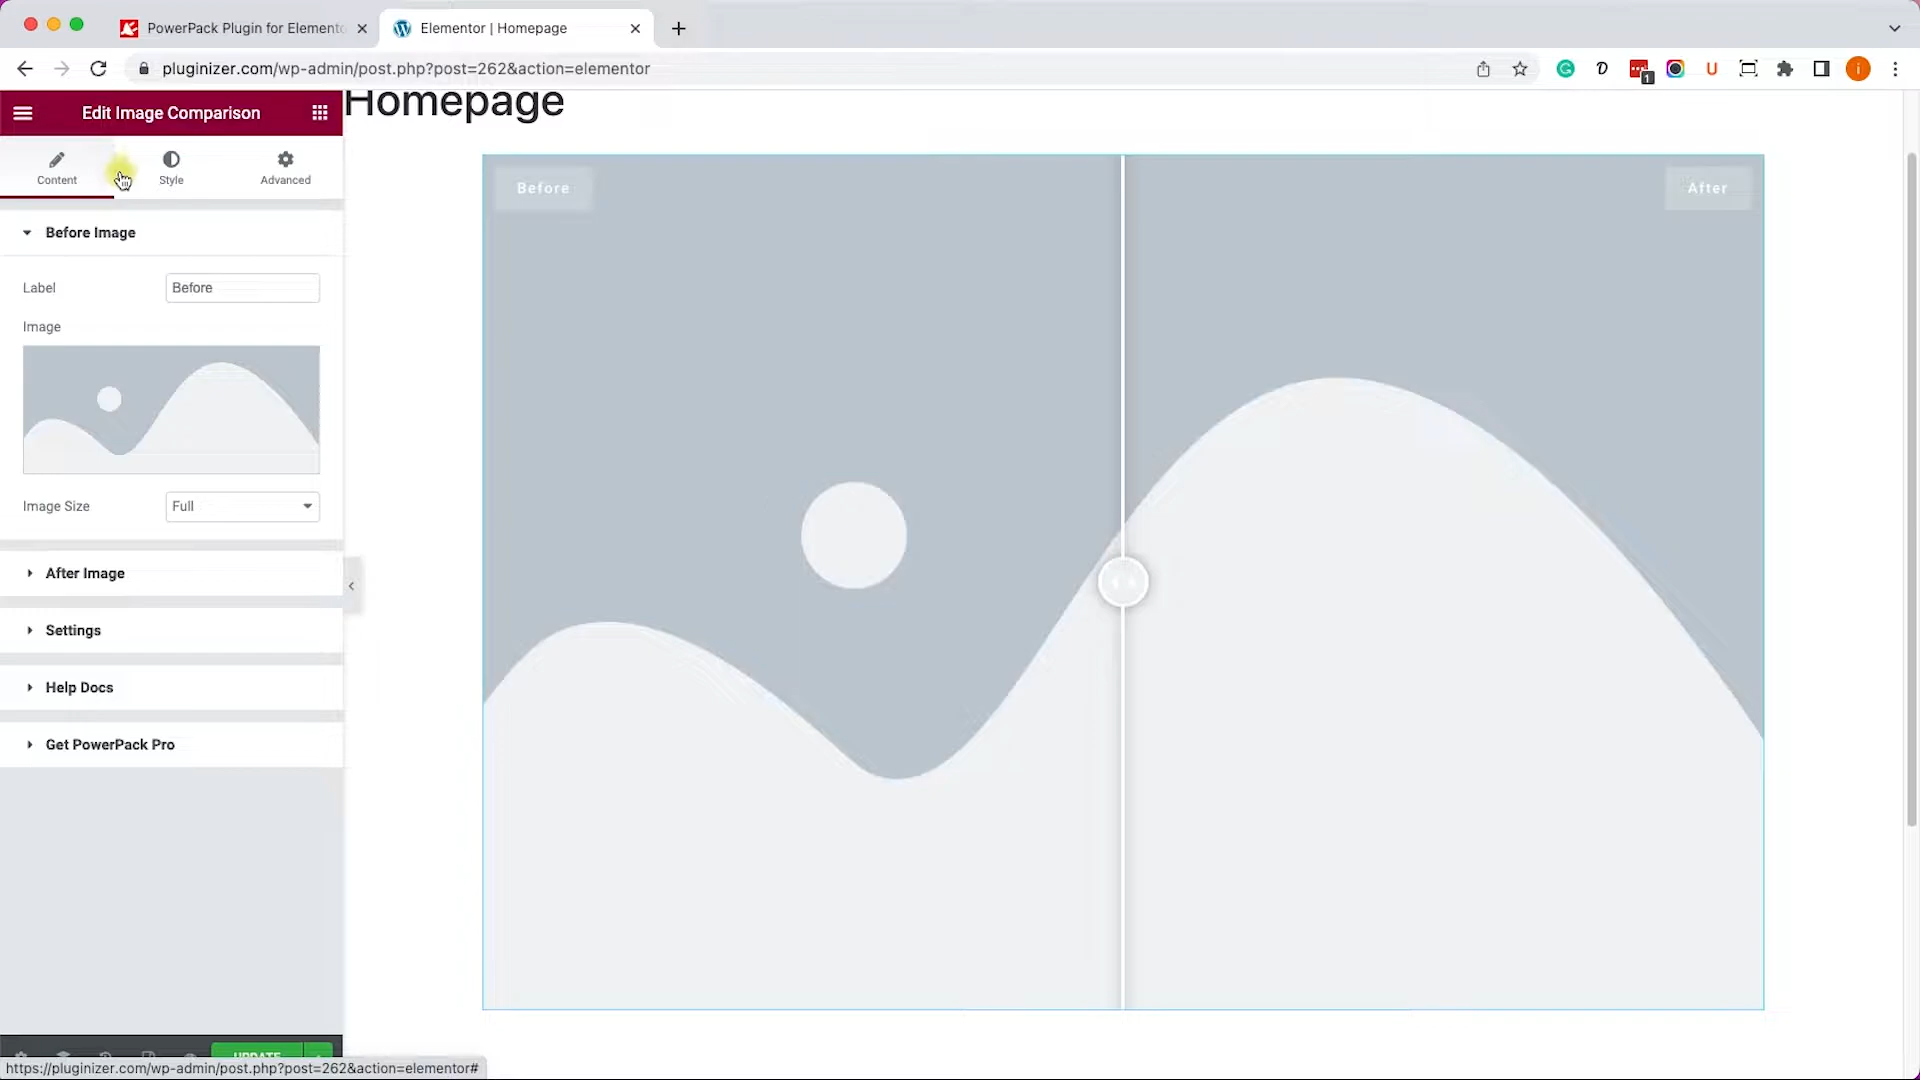 PowerPack Plugin for Elemento
Elementor | Homepage
pluginizer.com/wp-admin/post.php?post=262&action=elementor
1
i
Edit Image Comparison
Homepage
Content
Style
Advanced
Before Image
Label
Before
Image
Image Size
Full
After Image
Settings
Help Docs
Get PowerPack Pro
Before
After
UPDATE
https://pluginizer.com/wp-admin/post.php?post=262&action=elementor#